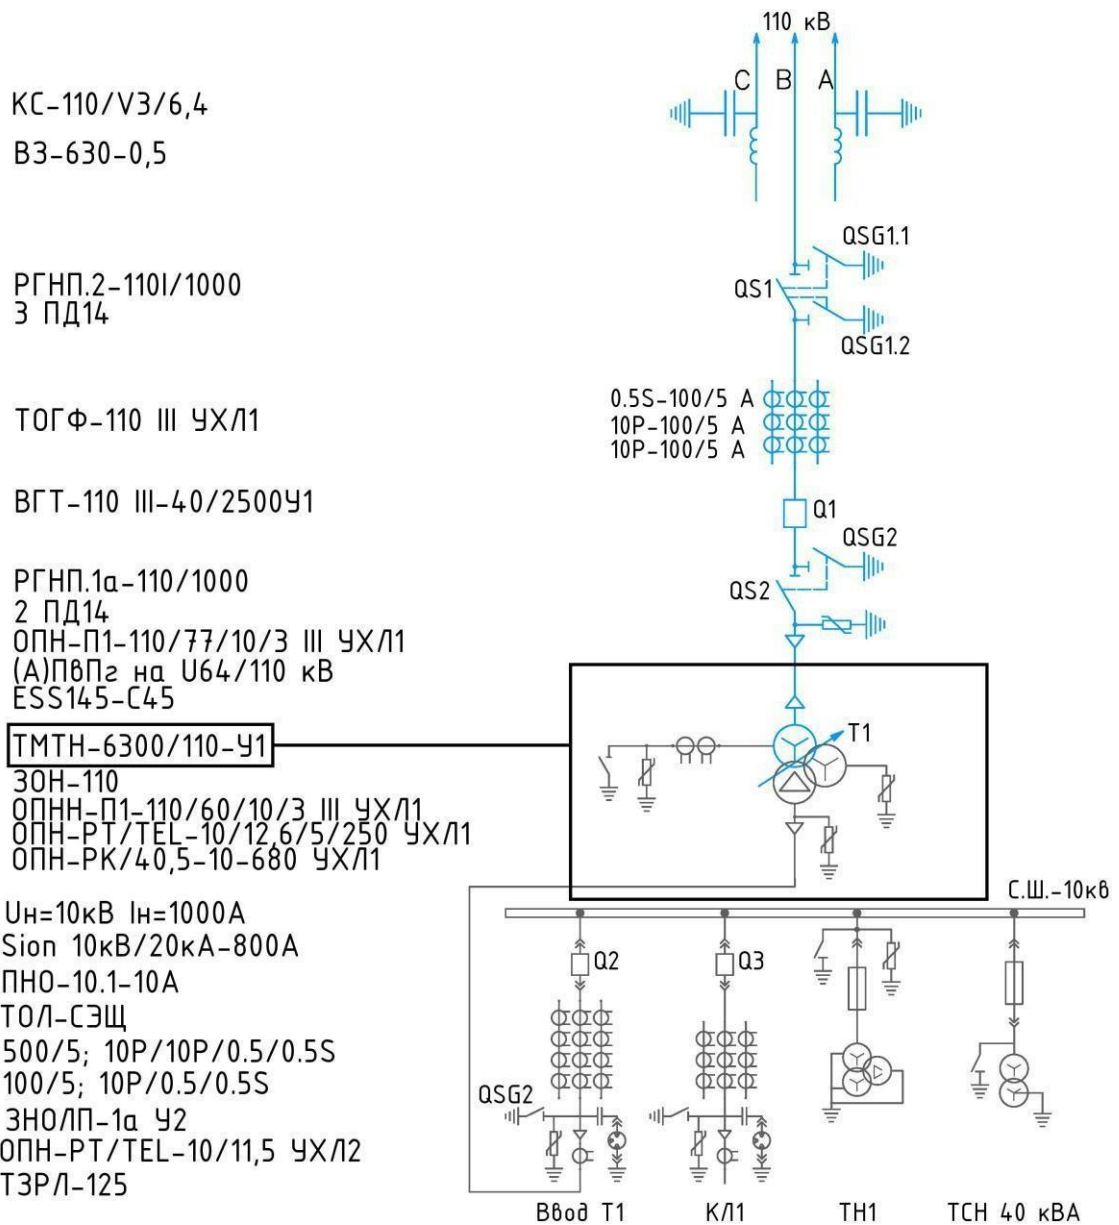 110 кВ
C B A
КС-110/√3/6,4
ВЗ-630-0,5
QSG1.1
РГНП.2-110I/1000
3 ПД14
QS1
QSG1.2
0.5S-100/5 А
10Р-100/5 А
10Р-100/5 А
ТОГФ-110 III УХЛ1
ВГТ-110 III-40/2500У1
Q1
QSG2
РГНП.1а-110/1000
2 ПД14
QS2
ОПН-П1-110/77/10/3 III УХЛ1
(А)ПвПг на U64/110 кВ
ESS145-C45
ТМТН-6300/110-У1
Т1
ЗОН-110
ОПНН-П1-110/60/10/3 III УХЛ1
ОПН-РТ/TEL-10/12,6/5/250 УХЛ1
ОПН-РК/40,5-10-680 УХЛ1
С.Ш.-10кв
Uн=10кВ Iн=1000А
Sion 10кВ/20кА-800А
Q2
Q3
ПНО-10.1-10А
ТОЛ-СЭЩ
500/5; 10Р/10Р/0.5/0.5S
100/5; 10Р/0.5/0.5S
QSG2
ЗНОЛП-1а У2
ОПН-РТ/TEL-10/11,5 УХЛ2
ТЗРЛ-125
Ввод Т1
КЛ1
ТН1
ТСН 40 кВА